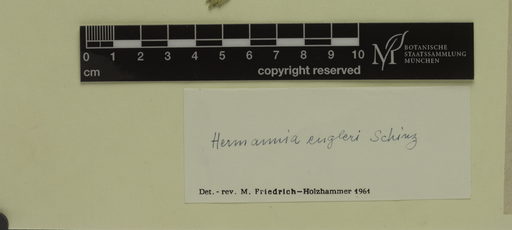 0 1 2 3 4 5 6 7 8 9 10
cm
copyright reserved
M
BOTANISCHE
STAATSSAMMLUNG
MÜNCHEN
Hermannia engleri Schinz
Det. - rev. M. Friedrich-Holzhammer 1961